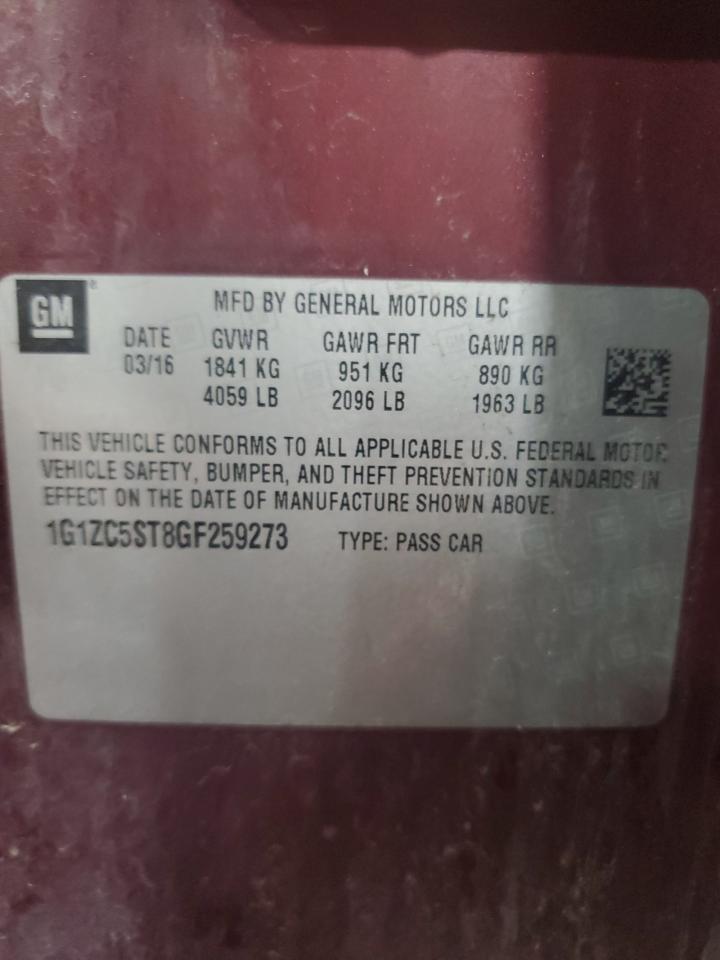 GM
MFD BY GENERAL MOTORS LLC
DATE GVWR GAWR FRT GAWR RR
03/16 1841 KG 951 KG 890 KG
4059 LB 2096 LB 1963 LB
THIS VEHICLE CONFORMS TO ALL APPLICABLE U.S. FEDERAL MOTOR
VEHICLE SAFETY, BUMPER, AND THEFT PREVENTION STANDARDS IN
EFFECT ON THE DATE OF MANUFACTURE SHOWN ABOVE.
1G1ZC5ST8GF259273 TYPE: PASS CAR